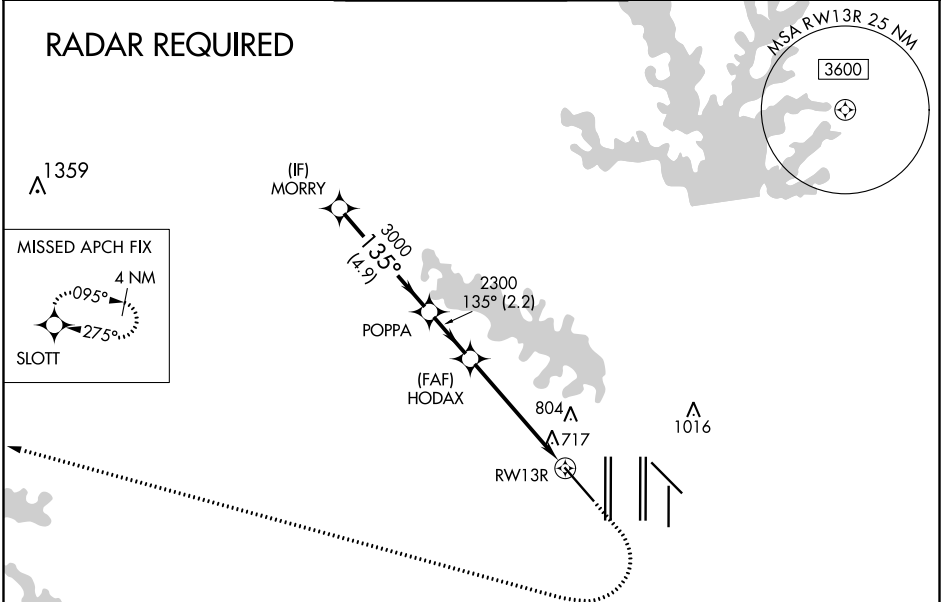 RADAR REQUIRED
MSA RW13R 25 NM
3600
1359
(IF)
MORRY
3000
135°
(4.9)
MISSED APCH FIX
4 NM
095°
275°
SLOTT
2300
135° (2.2)
POPPA
(FAF)
HODAX
804
717
1016
RW13R